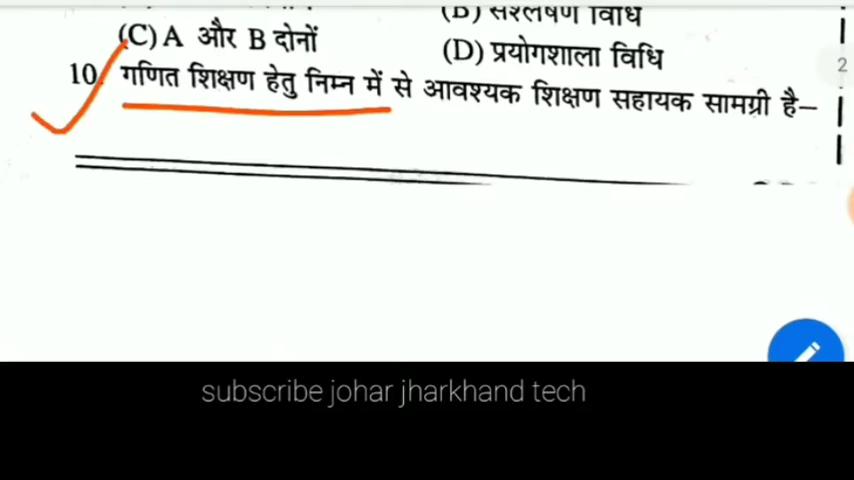 (B) संश्लेषण विधि
(C) A और B दोनों
(D) प्रयोगशाला विधि
10. गणित शिक्षण हेतु निम्न में से आवश्यक शिक्षण सहायक सामग्री है–
2
subscribe johar jharkhand tech